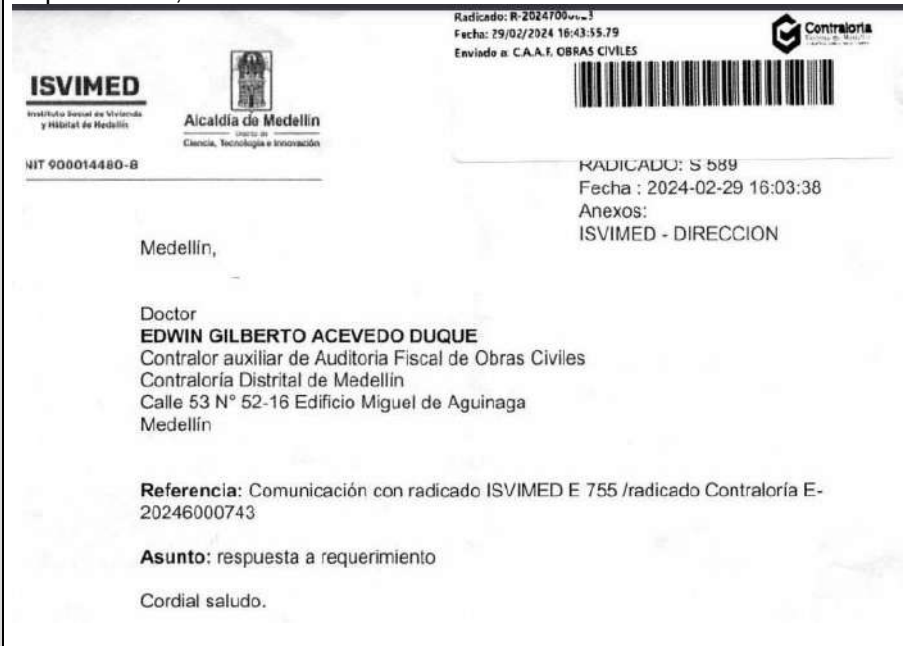 Radicado: R-2024700
Fecha: 29/02/2024 16:43:55.79
Enviado a: C.A.A.F. OBRAS CIVILES
Contraloría
ISVIMED
Instituto Social de Vivienda
y Hábitat de Medellín
NIT 900014480-8
Alcaldía de Medellín
Distrito de
Ciencia, Tecnología e Innovación
RADICADO: S 589
Fecha : 2024-02-29 16:03:38
Anexos:
ISVIMED - DIRECCION
Medellín,
Doctor
EDWIN GILBERTO ACEVEDO DUQUE
Contralor auxiliar de Auditoria Fiscal de Obras Civiles
Contraloría Distrital de Medellín
Calle 53 N° 52-16 Edificio Miguel de Aguinaga
Medellín
Referencia: Comunicación con radicado ISVIMED E 755 /radicado Contraloría E-
20246000743
Asunto: respuesta a requerimiento
Cordial saludo.